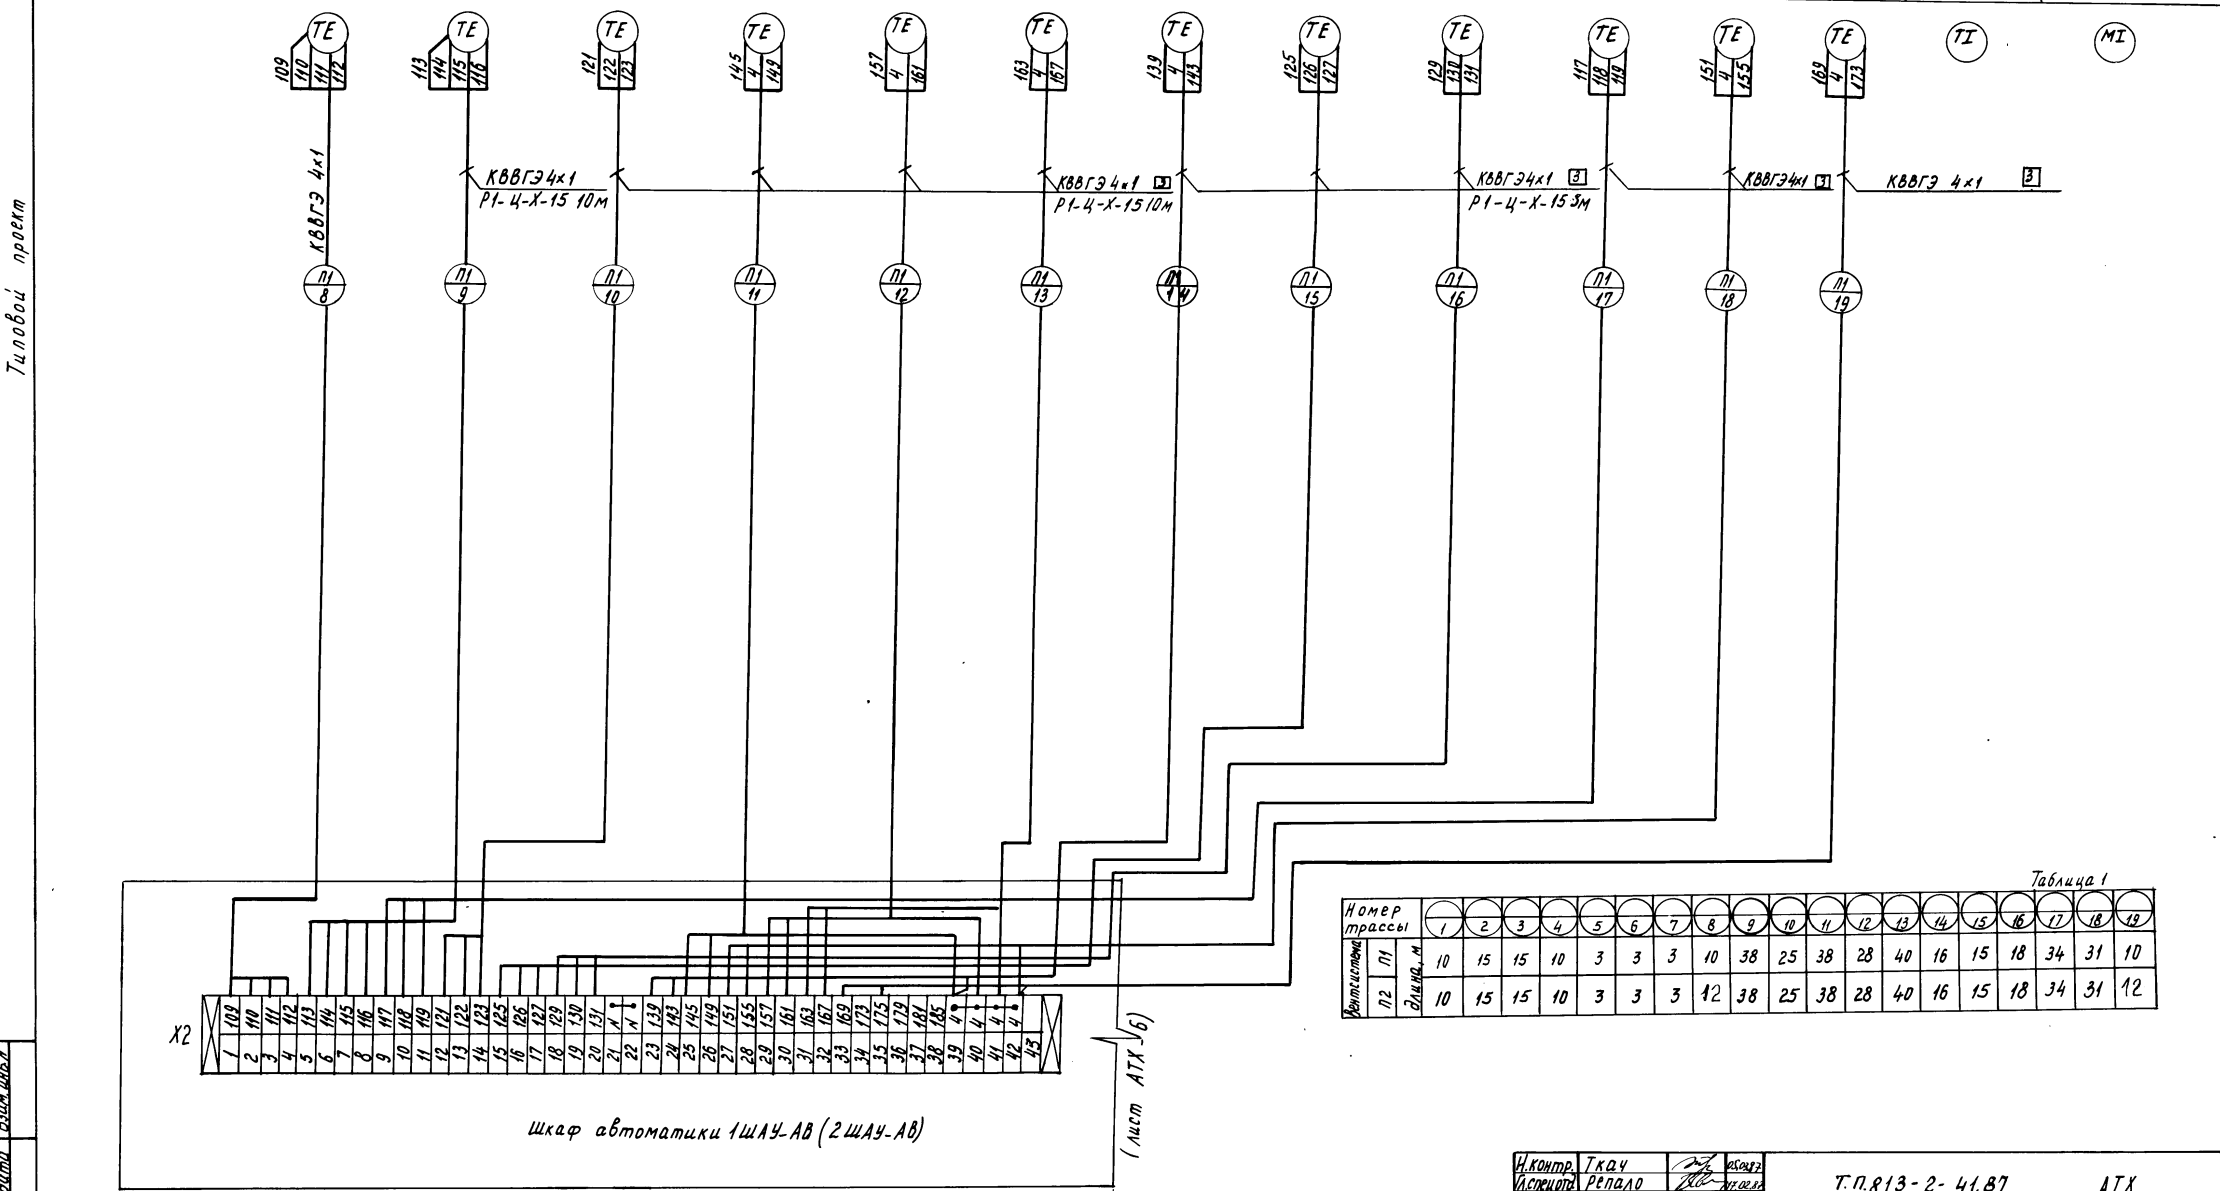 TE TE TE TE TE TE TE TE TE TE TE TE TI MI
109 110 111 112
113 114 115 116
121 122 123
145 4 149
157 4 161
163 4 167
139 4 143
125 126 127
129 130 131
117 118 119
151 4 155
169 4 173
КВВГЭ 4х1
КВВГЭ 4х1
Р1-Ц-Х-15 10м
КВВГЭ 4х1 3
Р1-Ц-Х-15 10м
КВВГЭ 4х1 3
Р1-Ц-Х-15 3м
КВВГЭ 4х1 3
КВВГЭ 4х1 3
П1 П1 П1 П1 П1 П1 П1 П1 П1 П1 П1 П1
8 9 10 11 12 13 14 15 16 17 18 19
Типовой проект
Таблица 1
Номер трассы 1 2 3 4 5 6 7 8 9 10 11 12 13 14 15 16 17 18 19
Вентсистема
длина, м
П1 10 15 15 10 3 3 3 10 38 25 38 28 40 16 15 18 34 31 10
П2 10 15 15 10 3 3 3 12 38 25 38 28 40 16 15 18 34 31 12
X2
109 110 111 112 113 114 115 116 117 118 119 121 122 123 125 126 127 129 130 131 N N 139 143 145 149 151 155 157 161 163 167 169 173 175 179 181 185 4 4 4 4
1 2 3 4 5 6 7 8 9 10 11 12 13 14 15 16 17 18 19 20 21 22 23 24 25 26 27 28 29 30 31 32 33 34 35 36 37 38 39 40 41 42 43
(лист АТХ-6)
Шкаф автоматики 1ШАУ-АВ (2ШАУ-АВ)
Взам.инв.
Н.контр. Ткач
Гл.спец.отд Репало
Т.П.813-2-41.87 АТХ